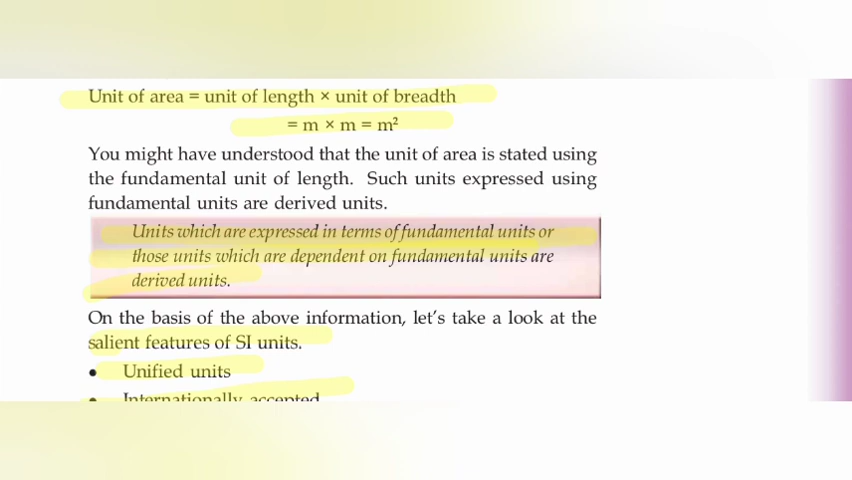 Unit of area = unit of length × unit of breadth
= m × m = m²
You might have understood that the unit of area is stated using
the fundamental unit of length. Such units expressed using
fundamental units are derived units.
Units which are expressed in terms of fundamental units or
those units which are dependent on fundamental units are
derived units.
On the basis of the above information, let's take a look at the
salient features of SI units.
• Unified units
• Internationally accepted